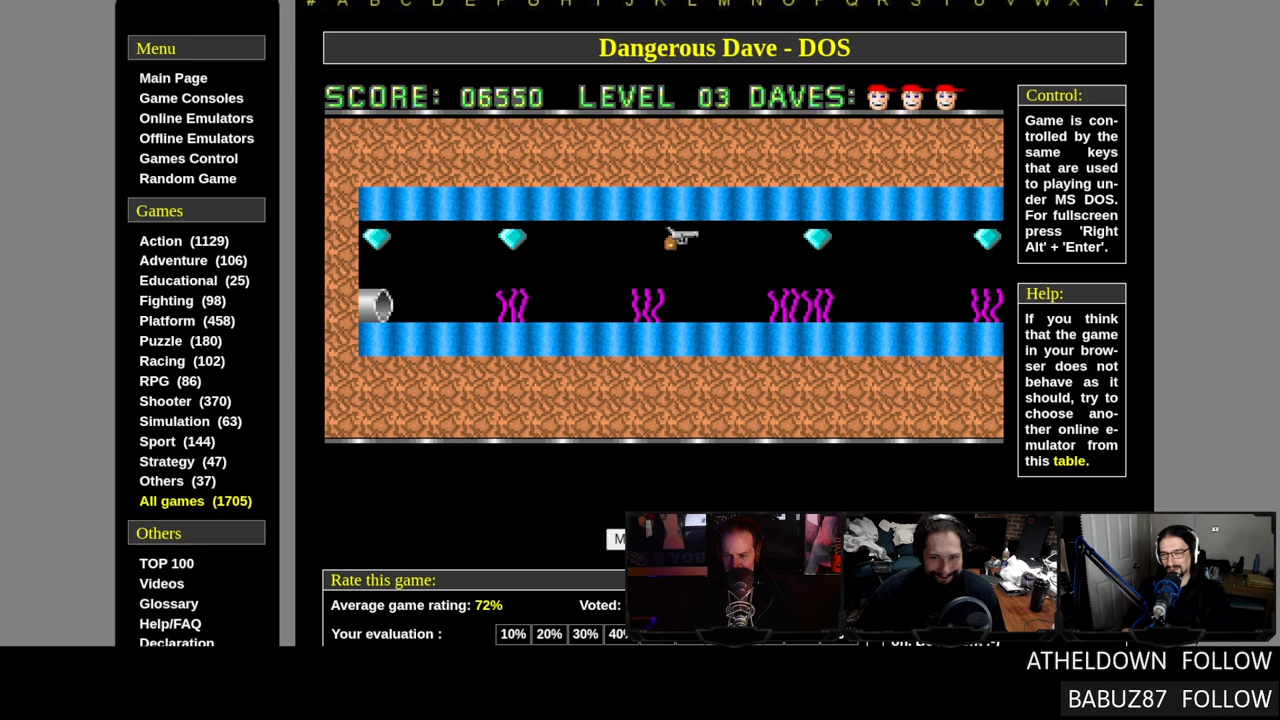 # A B C D E F G H I J K L M N O P Q R S T U V W X Y Z
Dangerous Dave - DOS
Menu
Main Page
Game Consoles
Online Emulators
Offline Emulators
Games Control
Random Game
Games
Action (1129)
Adventure (106)
Educational (25)
Fighting (98)
Platform (458)
Puzzle (180)
Racing (102)
RPG (86)
Shooter (370)
Simulation (63)
Sport (144)
Strategy (47)
Others (37)
All games (1705)
Others
TOP 100
Videos
Glossary
Help/FAQ
Declaration
SCORE: 06550 LEVEL 03 DAVES:
Control:
Game is con-
trolled by the
same keys
that are used
to playing un-
der MS DOS.
For fullscreen
press 'Right
Alt' + 'Enter'.
Help:
If you think
that the game
in your brow-
ser does not
behave as it
should, try to
choose ano-
ther online e-
mulator from
this table.
Rate this game:
Average game rating: 72% Voted:
Your evaluation : 10% 20% 30%
ATHELDOWN FOLLOW
BABUZ87 FOLLOW